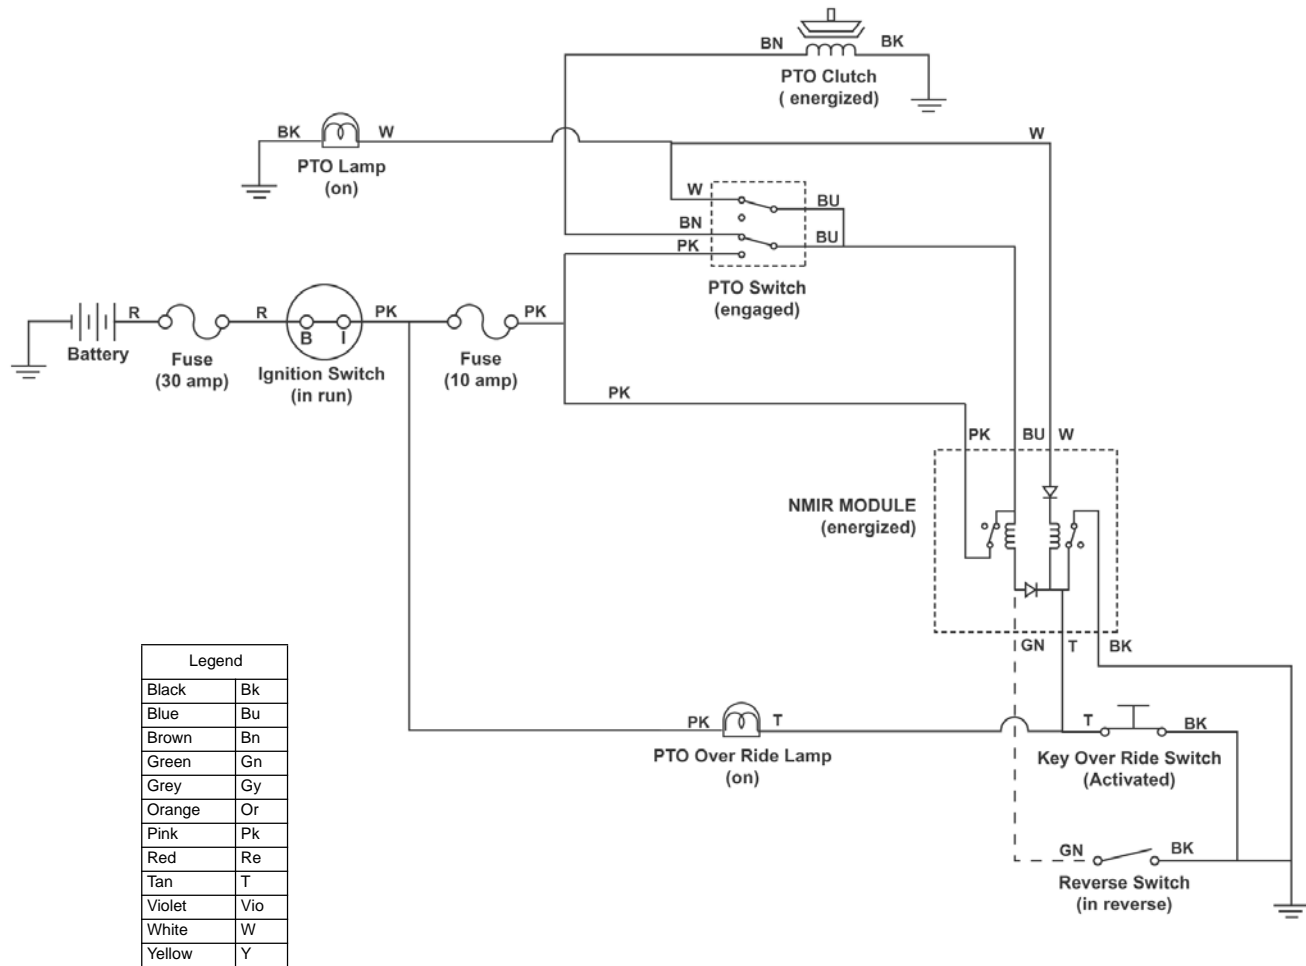 BN
BK
PTO Clutch
( energized)
BK
W
W
PTO Lamp
(on)
W
BU
BN
BU
PK
PTO Switch
(engaged)
R
R
PK
PK
B
I
Battery
Fuse
(30 amp)
Ignition Switch
(in run)
Fuse
(10 amp)
PK
PK
BU
W
NMIR MODULE
(energized)
GN
T
BK
Legend
Black Bk
Blue Bu
Brown Bn
Green Gn
Grey Gy
Orange Or
Pink Pk
Red Re
Tan T
Violet Vio
White W
Yellow Y
PK
T
PTO Over Ride Lamp
(on)
T
BK
Key Over Ride Switch
(Activated)
GN
BK
Reverse Switch
(in reverse)